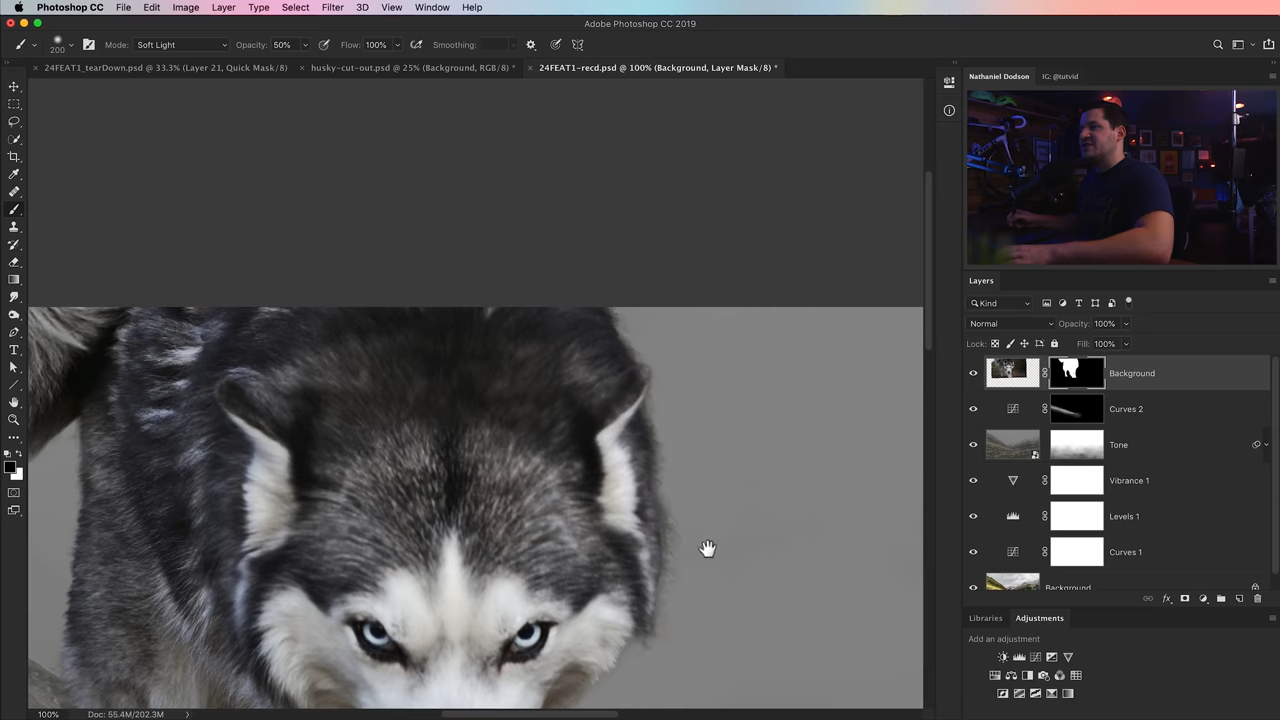 Photoshop CC File Edit Image Layer Type Select Filter 3D View Window Help
Adobe Photoshop CC 2019
200 Mode: Soft Light Opacity: 50% Flow: 100% Smoothing:
24FEAT1_tearDown.psd @ 33.3% (Layer 21, Quick Mask/8) husky-cut-out.psd @ 25% (Background, RGB/8) * 24FEAT1-recd.psd @ 100% (Background, Layer Mask/8) *
Nathaniel Dodson IG: @tutvid
Layers
Kind
Normal Opacity: 100%
Lock: Fill: 100%
Background
Curves 2
Tone
Vibrance 1
Levels 1
Curves 1
Background
Libraries Adjustments
Add an adjustment
100% Doc: 55.4M/202.3M